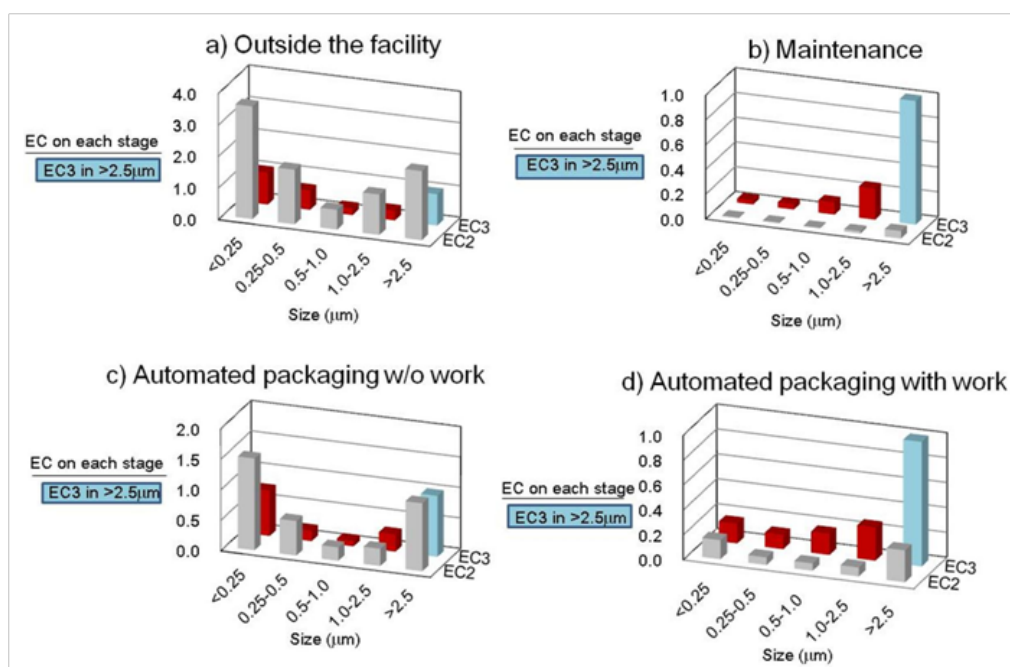 a) Outside the facility
4.0
3.0
2.0
1.0
0.0
EC on each stage
EC3 in >2.5μm
EC3
EC2
<0.25
0.25-0.5
0.5-1.0
1.0-2.5
>2.5
Size (μm)
b) Maintenance
1.0
0.8
0.6
0.4
0.2
0.0
EC on each stage
EC3 in >2.5μm
EC3
EC2
<0.25
0.25-0.5
0.5-1.0
1.0-2.5
>2.5
Size (μm)
c) Automated packaging w/o work
2.0
1.5
1.0
0.5
0.0
EC on each stage
EC3 in >2.5μm
EC3
EC2
<0.25
0.25-0.5
0.5-1.0
1.0-2.5
>2.5
Size (μm)
d) Automated packaging with work
1.0
0.8
0.6
0.4
0.2
0.0
EC on each stage
EC3 in >2.5μm
EC3
EC2
<0.25
0.25-0.5
0.5-1.0
1.0-2.5
>2.5
Size (μm)